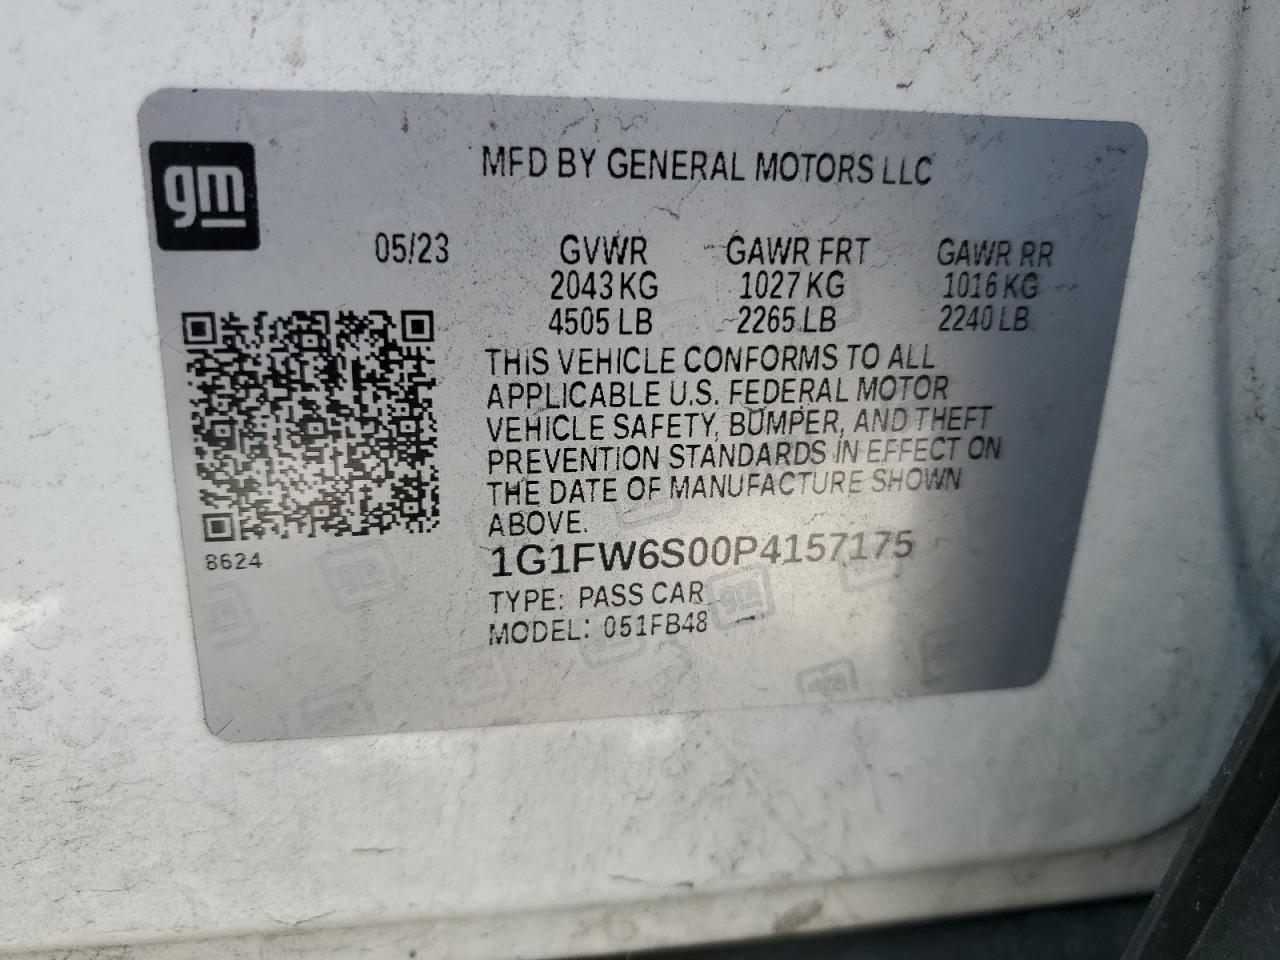 gm
MFD BY GENERAL MOTORS LLC
05/23 GVWR GAWR FRT GAWR RR
2043 KG 1027 KG 1016 KG
4505 LB 2265 LB 2240 LB
THIS VEHICLE CONFORMS TO ALL
APPLICABLE U.S. FEDERAL MOTOR
VEHICLE SAFETY, BUMPER, AND THEFT
PREVENTION STANDARDS IN EFFECT ON
THE DATE OF MANUFACTURE SHOWN
ABOVE.
8624
1G1FW6S00P4157175
TYPE: PASS CAR
MODEL: 051FB48